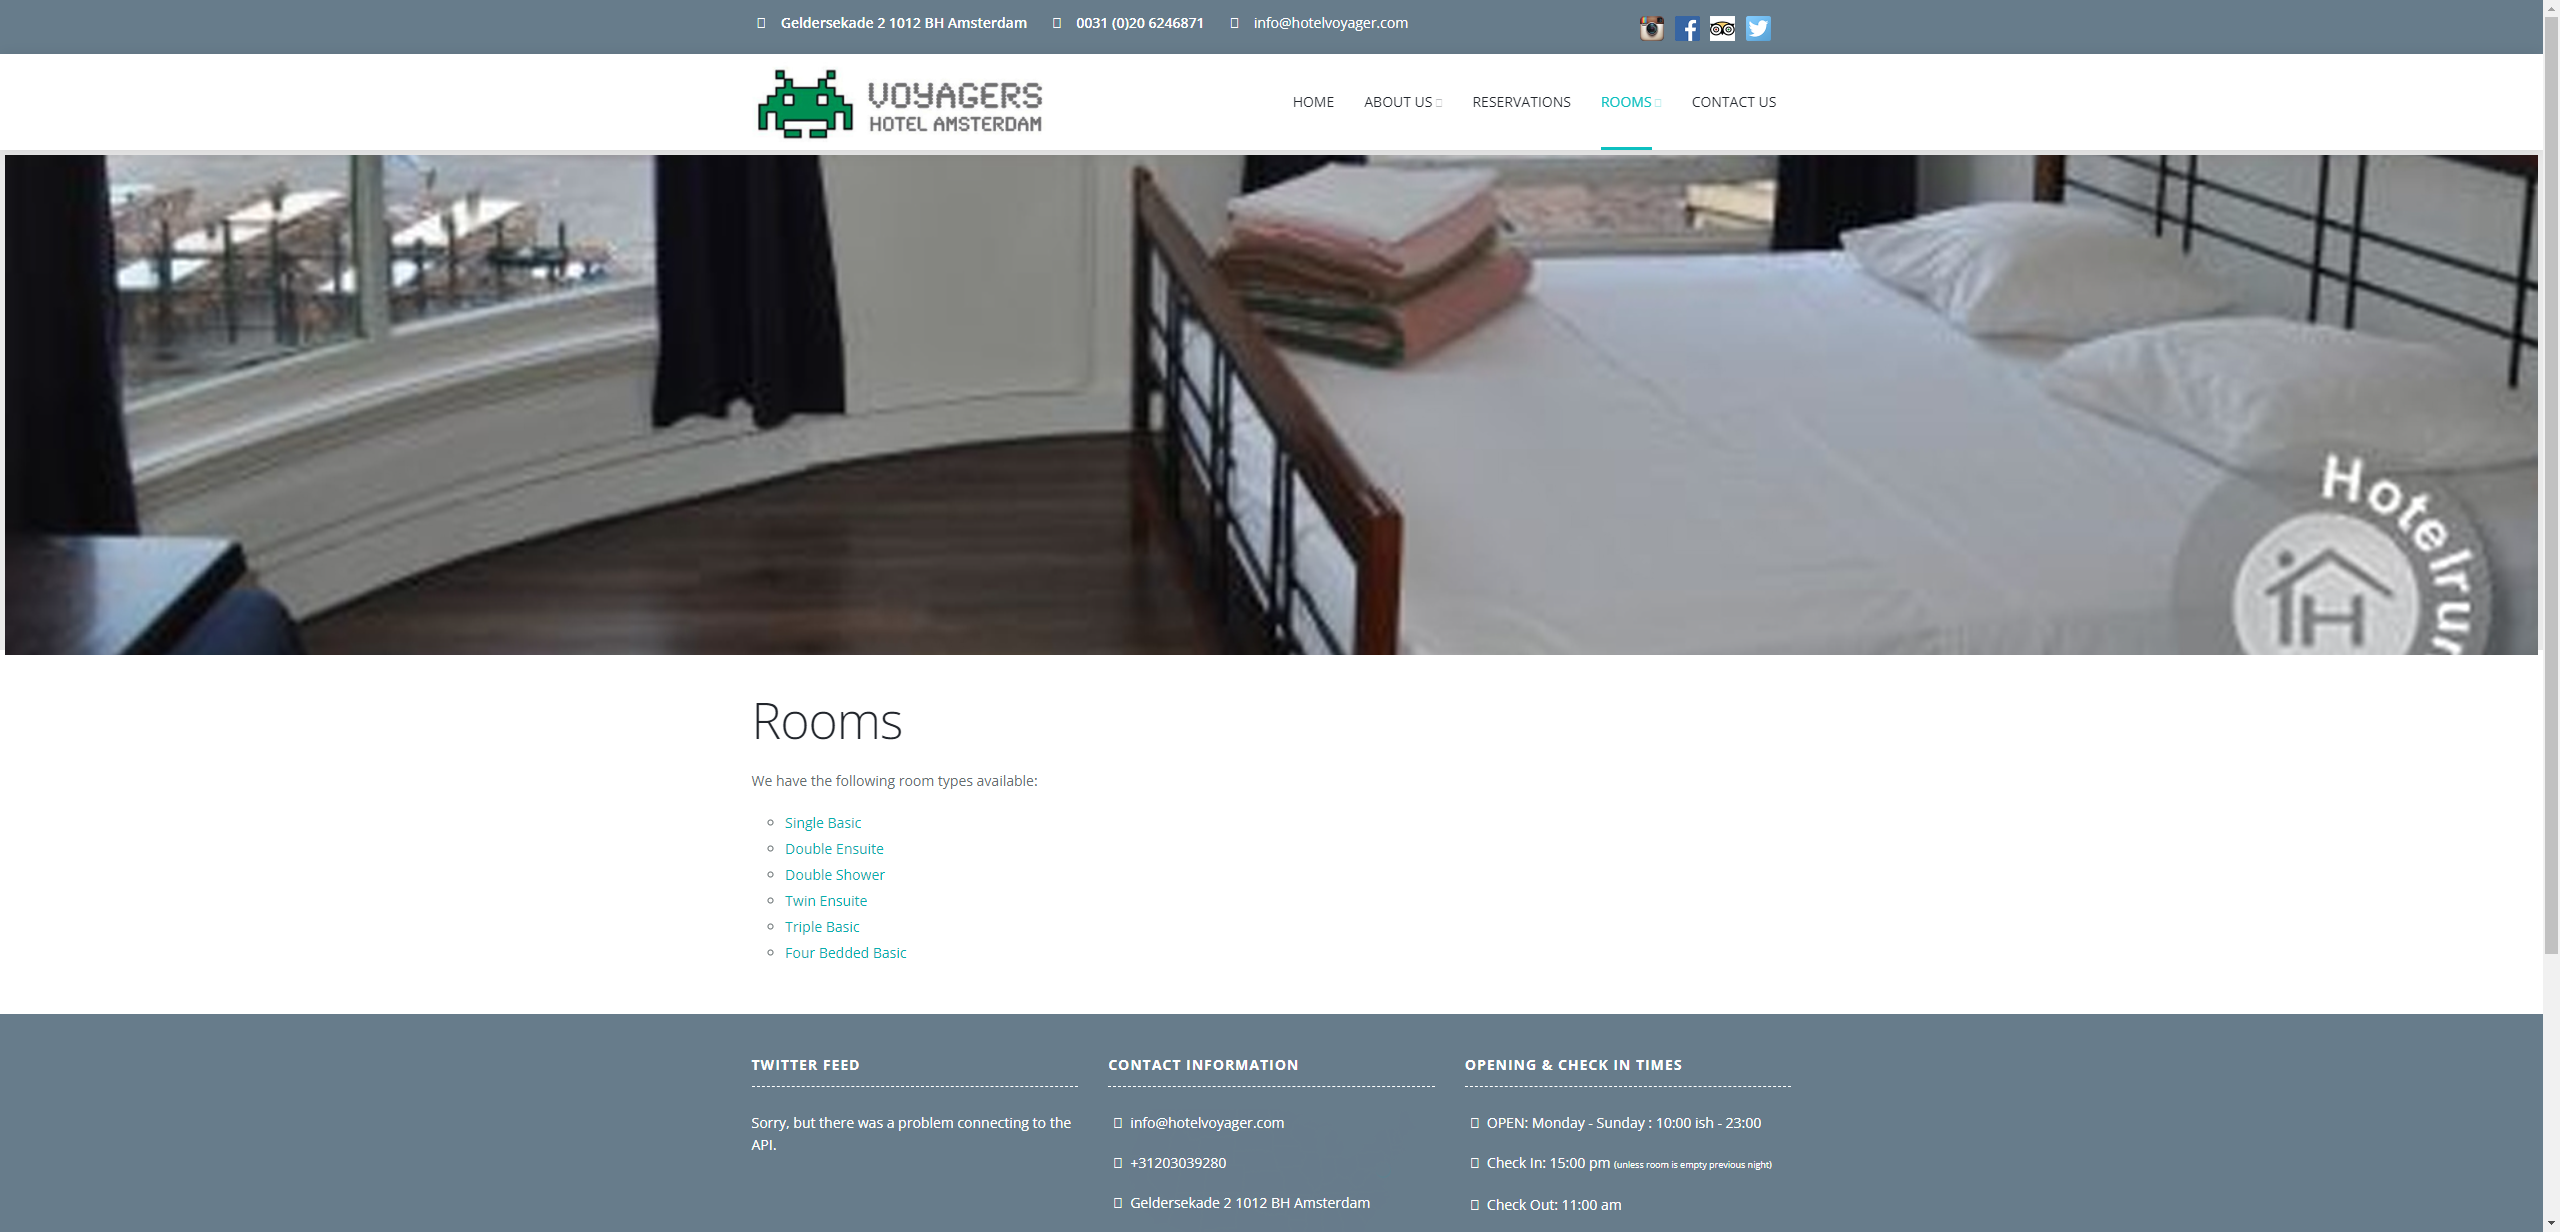 Geldersekade 2 1012 BH Amsterdam 0031 (0)20 6246871 info@hotelvoyager.com
VOYAGERS
HOTEL AMSTERDAM
HOME ABOUT US RESERVATIONS ROOMS CONTACT US
Rooms
We have the following room types available:
Single Basic
Double Ensuite
Double Shower
Twin Ensuite
Triple Basic
Four Bedded Basic
TWITTER FEED
Sorry, but there was a problem connecting to the
API.
CONTACT INFORMATION
info@hotelvoyager.com
+31203039280
Geldersekade 2 1012 BH Amsterdam
OPENING & CHECK IN TIMES
OPEN: Monday - Sunday : 10:00 ish - 23:00
Check In: 15:00 pm (unless room is empty previous night)
Check Out: 11:00 am